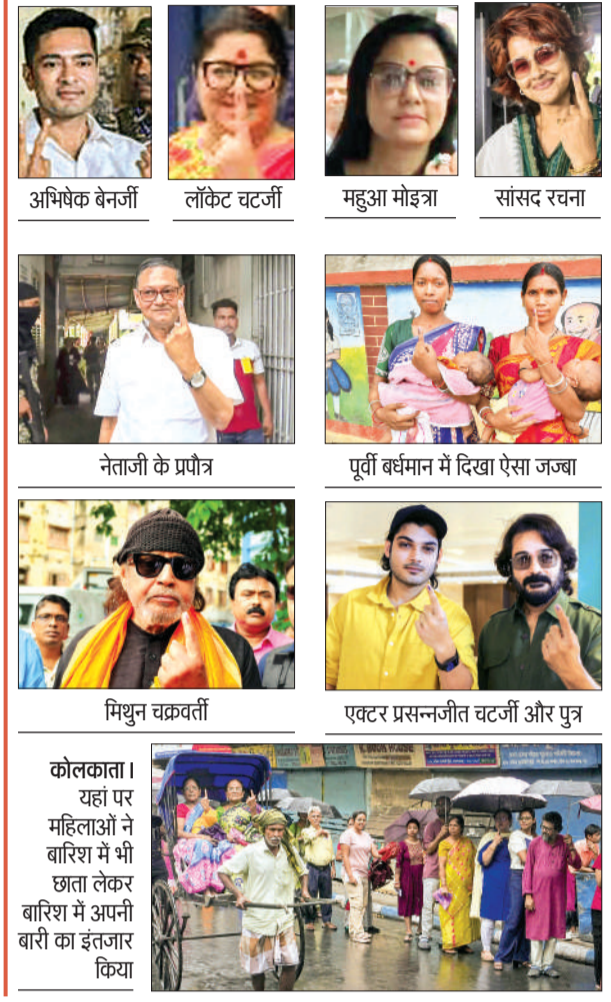 अभिषेक बेनर्जी
लॉकेट चटर्जी
महुआ मोइत्रा
सांसद रचना
नेताजी के प्रपौत्र
पूर्वी बर्धमान में दिखा ऐसा जज्बा
मिथुन चक्रवर्ती
एक्टर प्रसन्नजीत चटर्जी और पुत्र
कोलकाता।
यहां पर
महिलाओं ने
बारिश में भी
छाता लेकर
बारिश में अपनी
बारी का इंतजार
किया